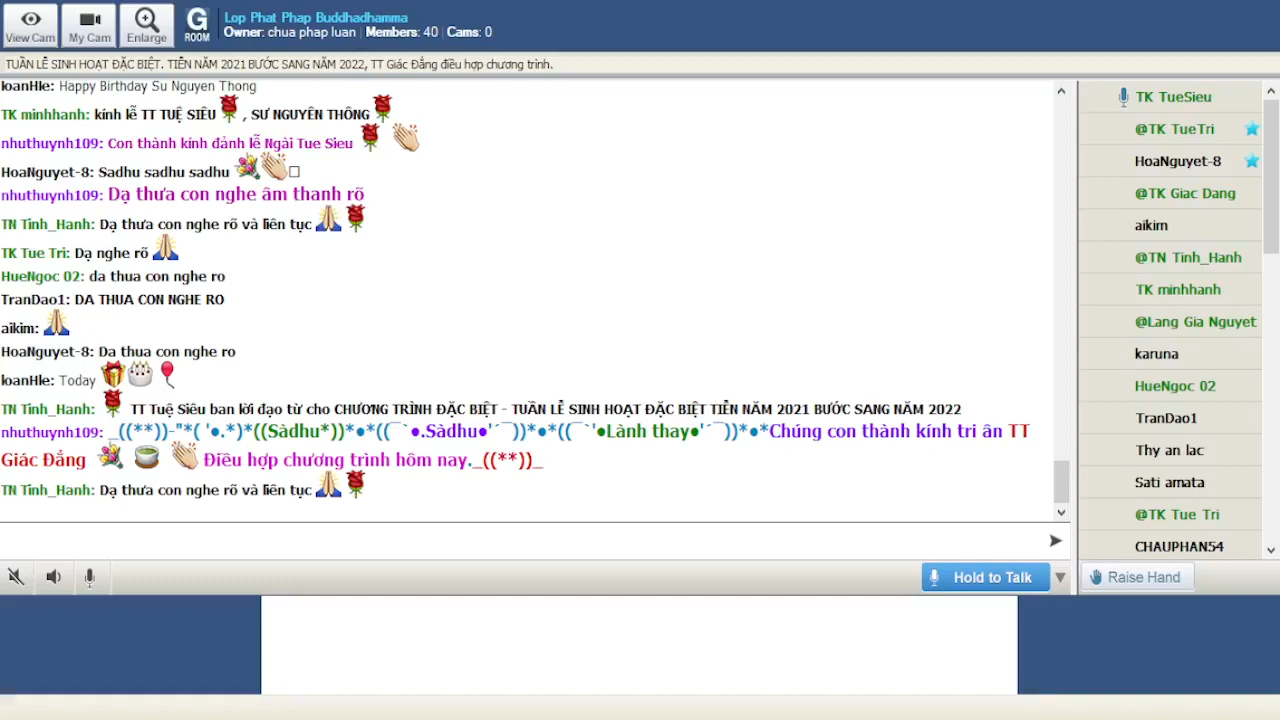 View Cam
My Cam
Enlarge
G
ROOM
Lop Phat Phap Buddhadhamma
Owner: chua phap luan | Members: 40 | Cams: 0
TUẦN LỄ SINH HOẠT ĐẶC BIỆT. TIỄN NĂM 2021 BƯỚC SANG NĂM 2022, TT Giác Đẳng điều hợp chương trình.
loanHle: Happy Birthday Su Nguyen Thong
TK minhhanh: kính lễ TT TUỆ SIÊU🌹, SƯ NGUYÊN THÔNG🌹
nhuthuynh109: Con thành kính đảnh lễ Ngài Tue Sieu 🌹 👏
HoaNguyet-8: Sadhu sadhu sadhu 💐👏□
nhuthuynh109: Dạ thưa con nghe âm thanh rõ
TN Tinh_Hanh: Dạ thưa con nghe rõ và liên tục 🙏🌹
TK Tue Tri: Dạ nghe rõ 🙏
HueNgoc 02: da thua con nghe ro
TranDao1: DA THUA CON NGHE RO
aikim: 🙏
HoaNguyet-8: Da thua con nghe ro
loanHle: Today 🎁🎂🎈
TN Tinh_Hanh: 🌹 TT Tuệ Siêu ban lời đạo từ cho CHƯƠNG TRÌNH ĐẶC BIỆT - TUẦN LỄ SINH HOẠT ĐẶC BIỆT TIỄN NĂM 2021 BƯỚC SANG NĂM 2022
nhuthuynh109: _((**))-"*( '●.*)*((Sàdhu*))*●*((¯`●.Sàdhu●'´¯))*●*((¯`'●Lành thay●'´¯))*●*Chúng con thành kính tri ân TT
Giác Đẳng 💐 🍵 👏 Điều hợp chương trình hôm nay._((**))_
TN Tinh_Hanh: Dạ thưa con nghe rõ và liên tục 🙏🌹
Hold to Talk
TK TueSieu
@TK TueTri
HoaNguyet-8
@TK Giac Dang
aikim
@TN Tinh_Hanh
TK minhhanh
@Lang Gia Nguyet
karuna
HueNgoc 02
TranDao1
Thy an lac
Sati amata
@TK Tue Tri
CHAUPHAN54
Raise Hand